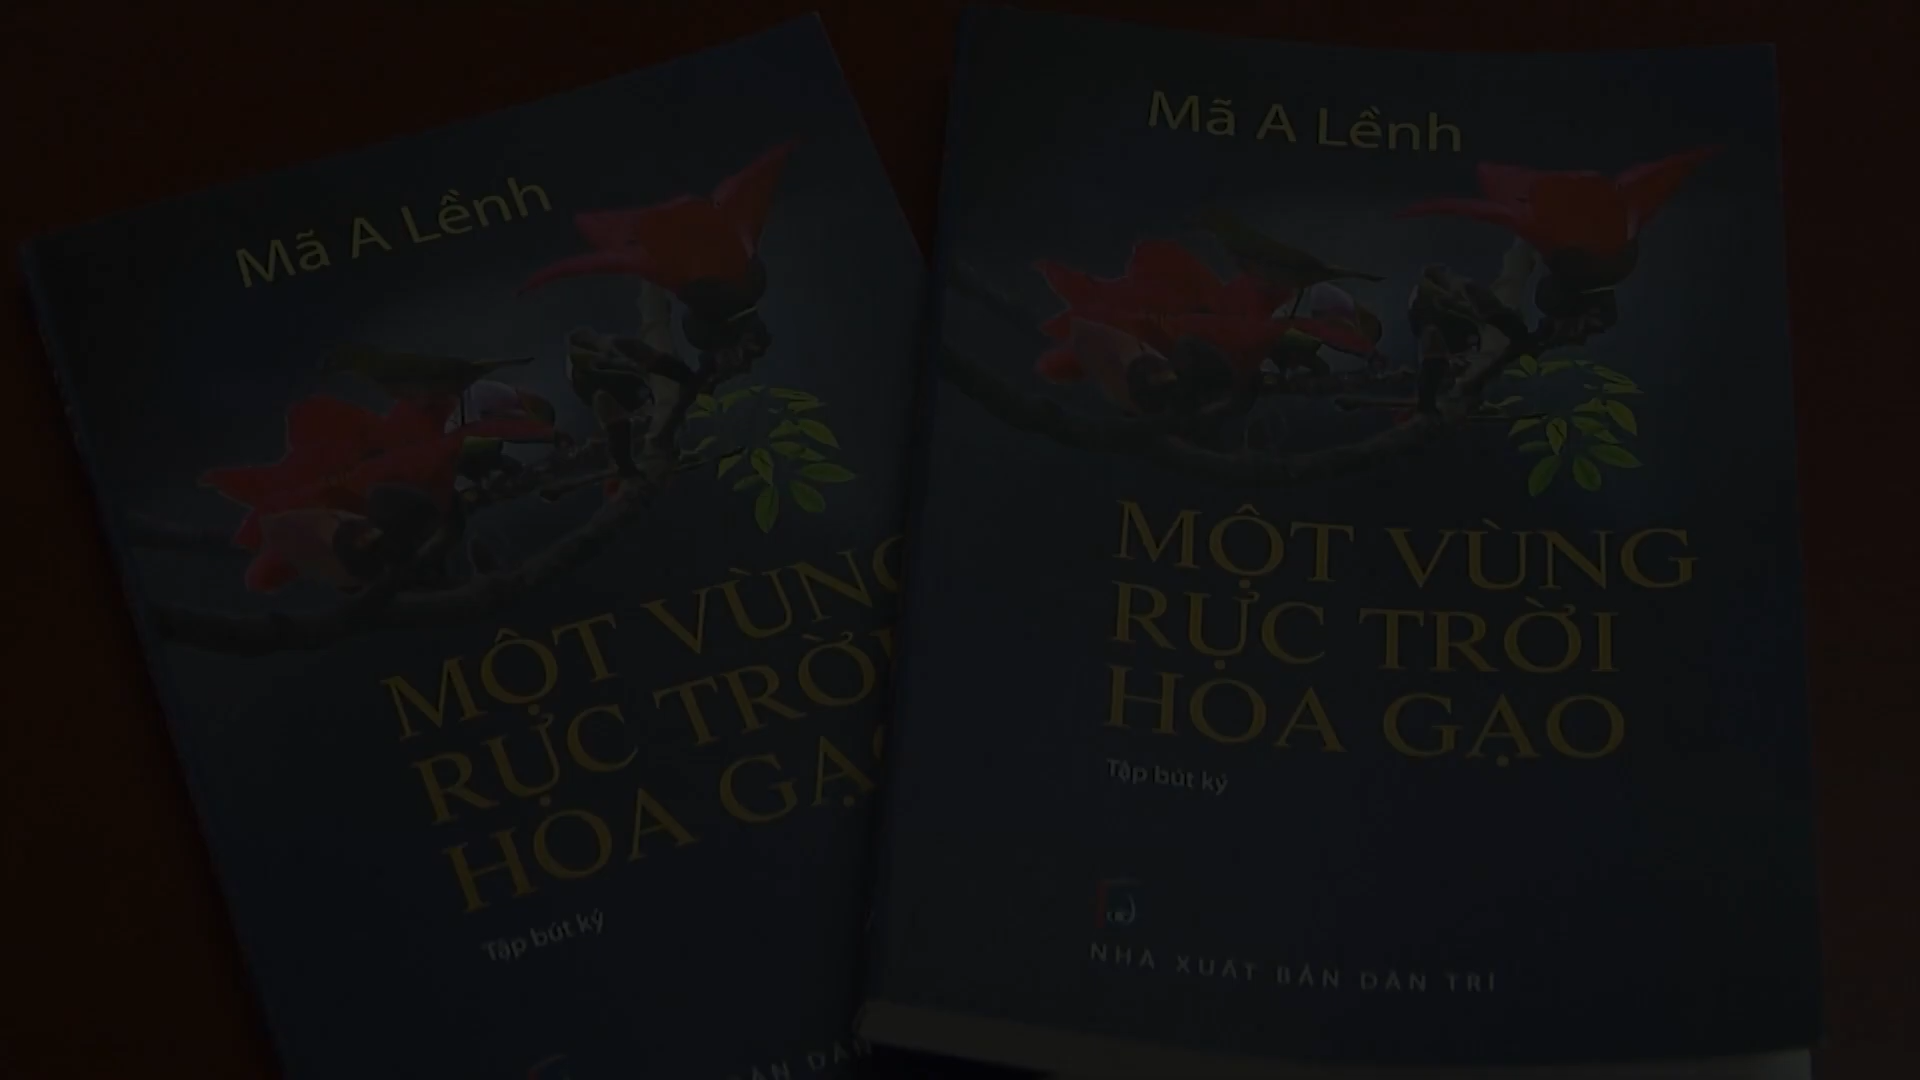 Mã A Lềnh
MỘT VÙNG
RỰC TRỜI
HOA GẠO
Tập bút ký
Mã A Lềnh
MỘT VÙNG
RỰC TRỜI
HOA GẠO
Tập bút ký
NHÀ XUẤT BẢN DÂN TRÍ